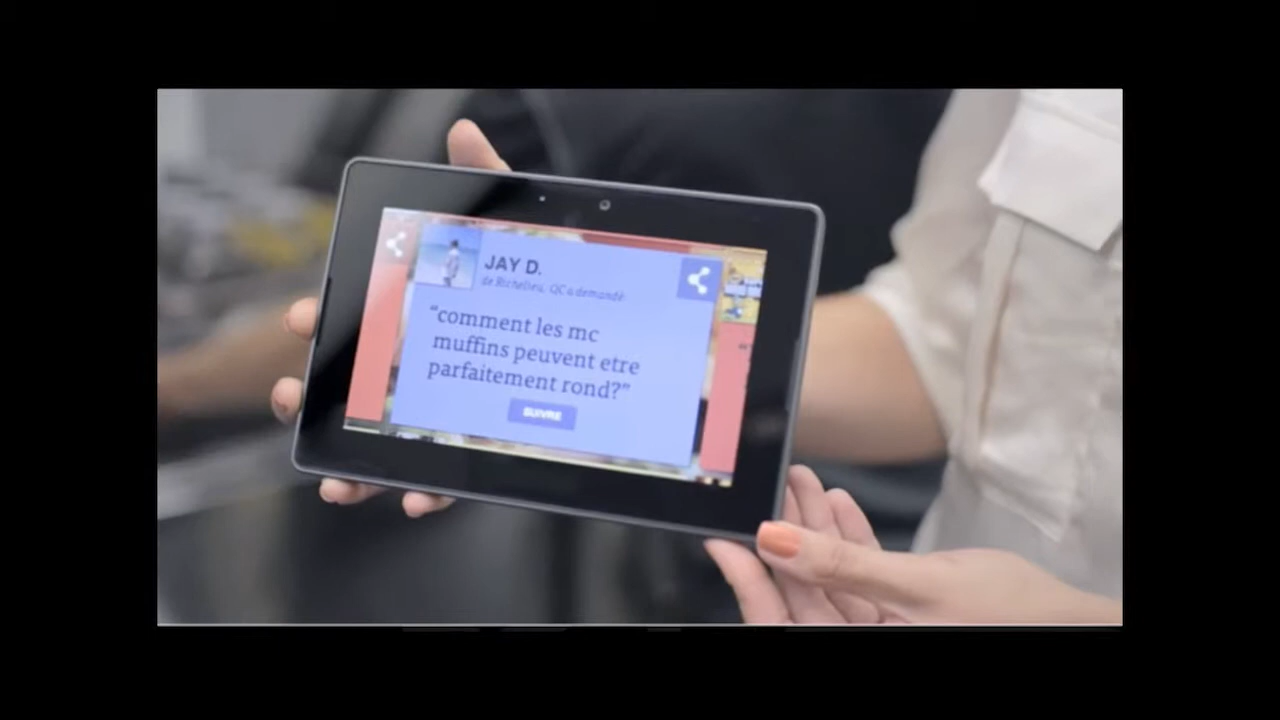 JAY D.
de Richelieu, QC a demandé
“comment les mc
muffins peuvent etre
parfaitement rond?”
SUIVRE